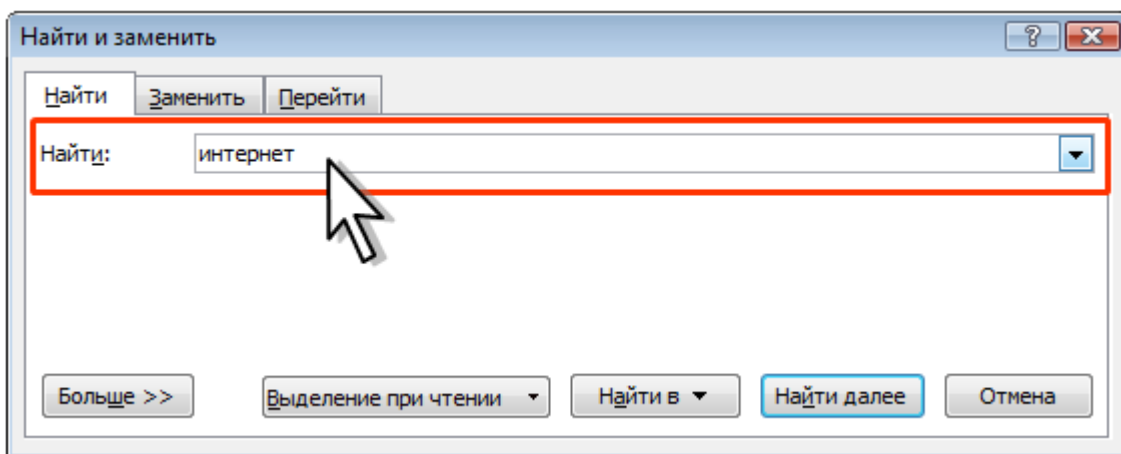 Найти и заменить
Найти Заменить Перейти
Найти: интернет
Больше >> Выделение при чтении Найти в Найти далее Отмена